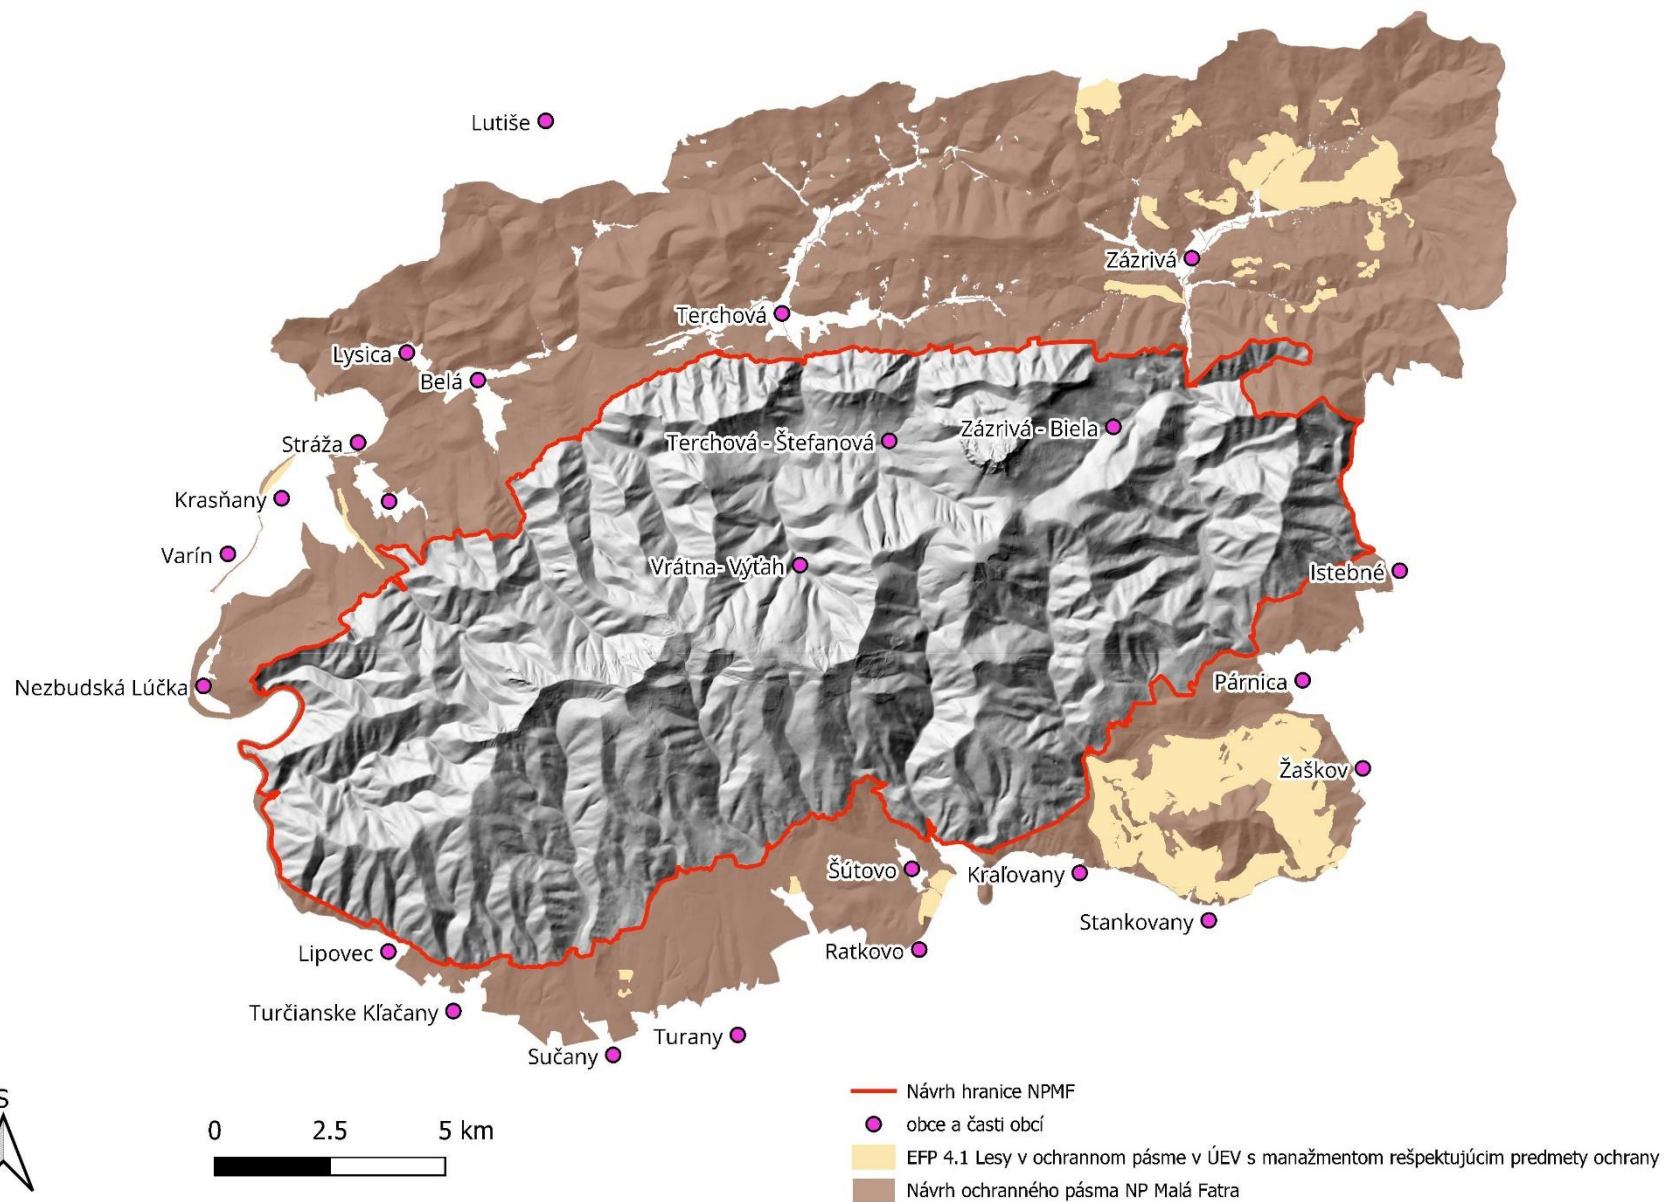 Lutiše
Zázrivá
Terchová
Lysica
Belá
Stráža
Terchová - Štefanová
Zázrivá - Biela
Krasňany
Varín
Vrátna- Výťah
Istebné
Nezbudská Lúčka
Párnica
Žaškov
Šútovo
Kraľovany
Stankovany
Lipovec
Ratkovo
Turčianske Kľačany
Turany
Sučany
S
0 2.5 5 km
Návrh hranice NPMF
obce a časti obcí
EFP 4.1 Lesy v ochrannom pásme v ÚEV s manažmentom rešpektujúcim predmety ochrany
Návrh ochranného pásma NP Malá Fatra